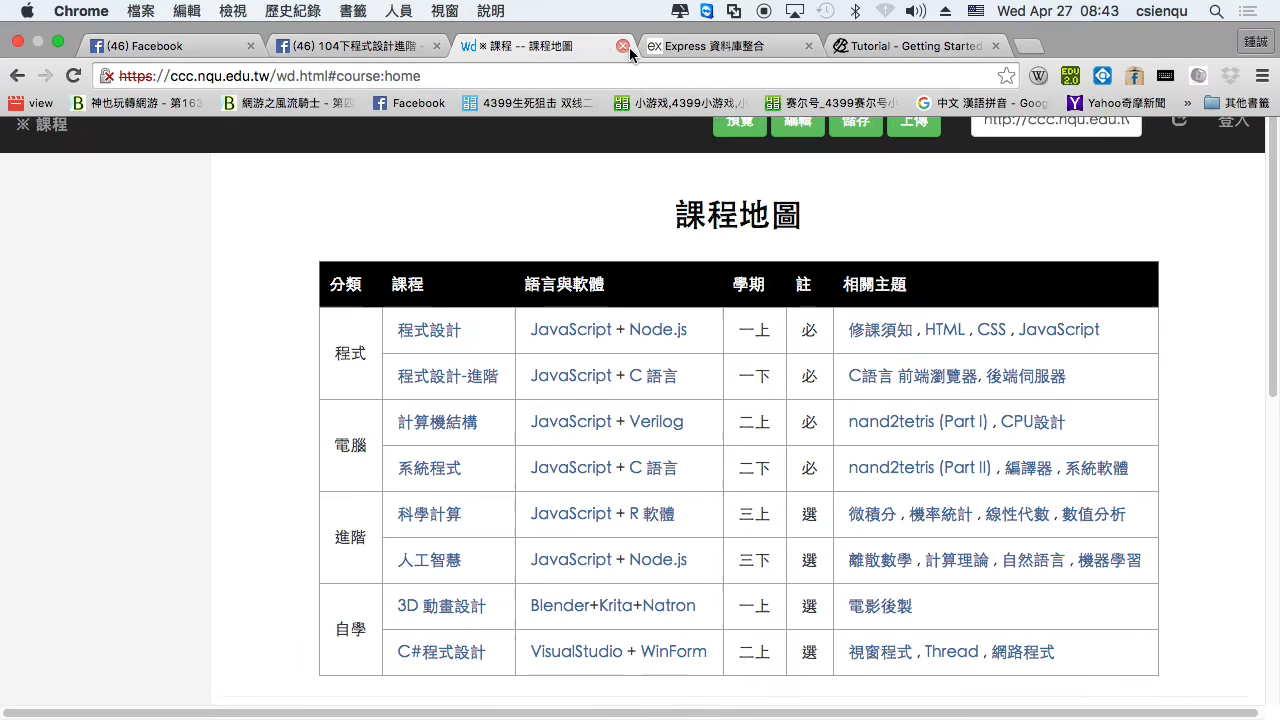 Chrome 檔案 編輯 檢視 歷史紀錄 書籤 人員 視窗 說明 Wed Apr 27 08:43 csienqu
(46) Facebook (46) 104下程式設計進階 - Wd ※ 課程 -- 課程地圖 ex Express 資料庫整合 Tutorial - Getting Started 鍾誠
https://ccc.nqu.edu.tw/wd.html#course:home
view 神也玩轉網游 - 第163 網游之風流騎士 - 第四 Facebook 4399生死狙击 双线二 小游戏,4399小游戏,小 赛尔号_4399赛尔号小 中文 漢語拼音 - Goog Yahoo奇摩新聞 » 其他書籤
※ 課程 預覽 編輯 儲存 上傳 http://ccc.nqu.edu.tv 登入
課程地圖
分類 課程 語言與軟體 學期 註 相關主題
程式 程式設計 JavaScript + Node.js 一上 必 修課須知 , HTML , CSS , JavaScript
程式設計-進階 JavaScript + C 語言 一下 必 C語言 前端瀏覽器, 後端伺服器
電腦 計算機結構 JavaScript + Verilog 二上 必 nand2tetris (Part I) , CPU設計
系統程式 JavaScript + C 語言 二下 必 nand2tetris (Part II) , 編譯器 , 系統軟體
進階 科學計算 JavaScript + R 軟體 三上 選 微積分 , 機率統計 , 線性代數 , 數值分析
人工智慧 JavaScript + Node.js 三下 選 離散數學 , 計算理論 , 自然語言 , 機器學習
自學 3D 動畫設計 Blender+Krita+Natron 一上 選 電影後製
C#程式設計 VisualStudio + WinForm 二上 選 視窗程式 , Thread , 網路程式